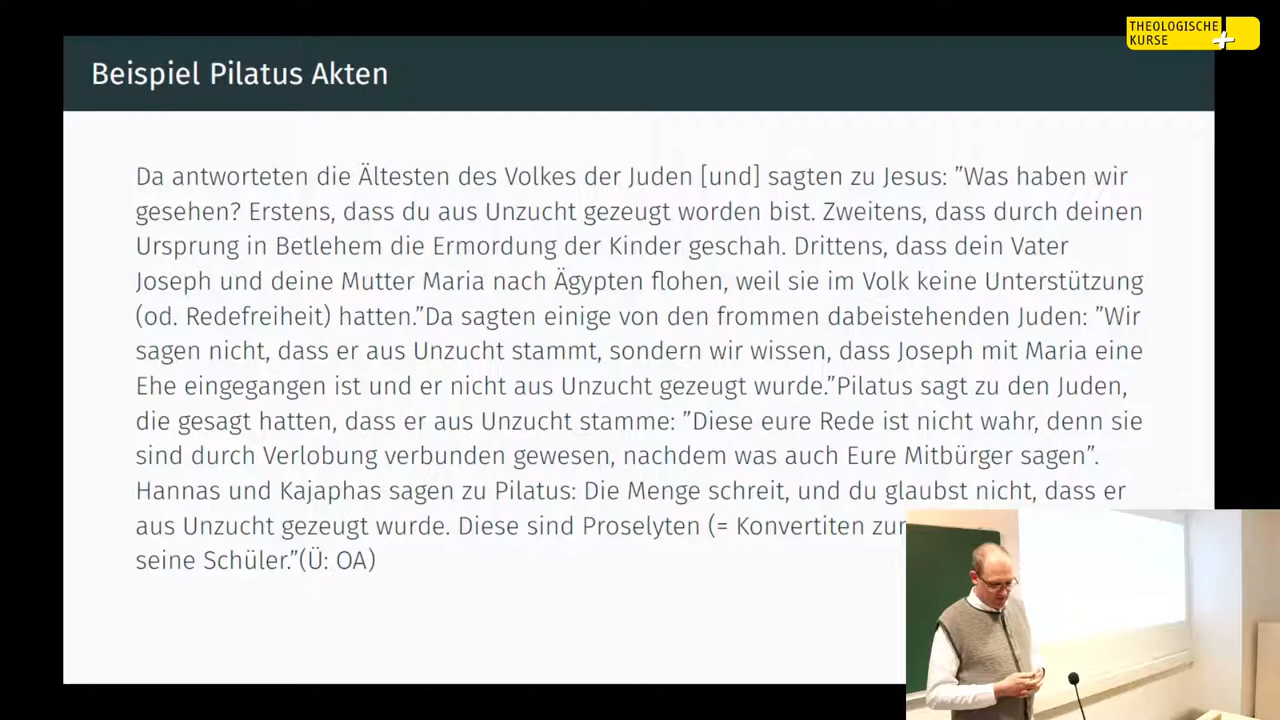 THEOLOGISCHE
KURSE
Beispiel Pilatus Akten
Da antworteten die Ältesten des Volkes der Juden [und] sagten zu Jesus: ”Was haben wir
gesehen? Erstens, dass du aus Unzucht gezeugt worden bist. Zweitens, dass durch deinen
Ursprung in Betlehem die Ermordung der Kinder geschah. Drittens, dass dein Vater
Joseph und deine Mutter Maria nach Ägypten flohen, weil sie im Volk keine Unterstützung
(od. Redefreiheit) hatten.”Da sagten einige von den frommen dabeistehenden Juden: ”Wir
sagen nicht, dass er aus Unzucht stammt, sondern wir wissen, dass Joseph mit Maria eine
Ehe eingegangen ist und er nicht aus Unzucht gezeugt wurde.”Pilatus sagt zu den Juden,
die gesagt hatten, dass er aus Unzucht stamme: ”Diese eure Rede ist nicht wahr, denn sie
sind durch Verlobung verbunden gewesen, nachdem was auch Eure Mitbürger sagen”.
Hannas und Kajaphas sagen zu Pilatus: Die Menge schreit, und du glaubst nicht, dass er
aus Unzucht gezeugt wurde. Diese sind Proselyten (= Konvertiten zur
seine Schüler.”(Ü: OA)